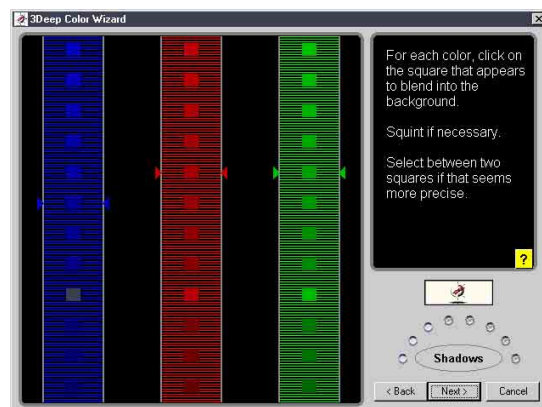 3Deep Color Wizard
For each color, click on
the square that appears
to blend into the
background.
Squint if necessary.
Select between two
squares if that seems
more precise.
?
Shadows
< Back
Next >
Cancel